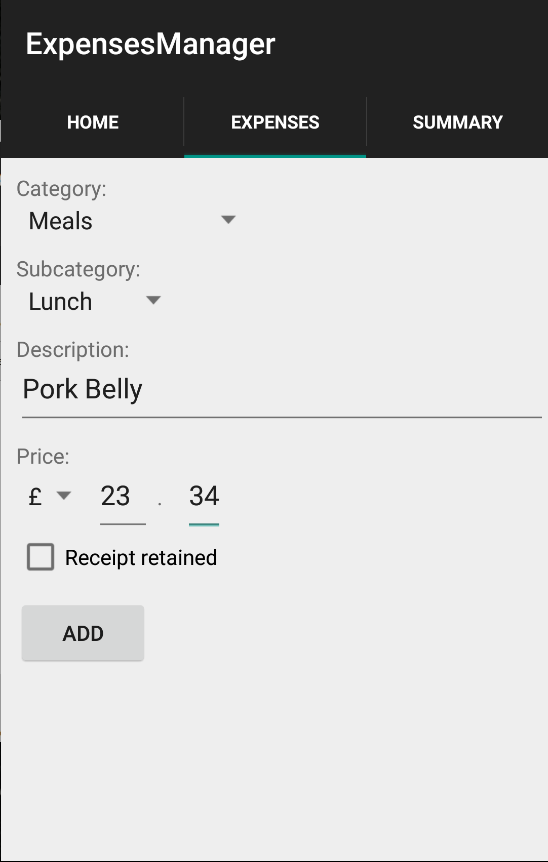 ExpensesManager
HOME EXPENSES SUMMARY
Category:
Meals
Subcategory:
Lunch
Description:
Pork Belly
Price:
£ 23 . 34
Receipt retained
ADD